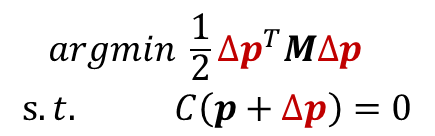 argmin 1/2 Δp^T MΔp
s. t. C(p + Δp) = 0